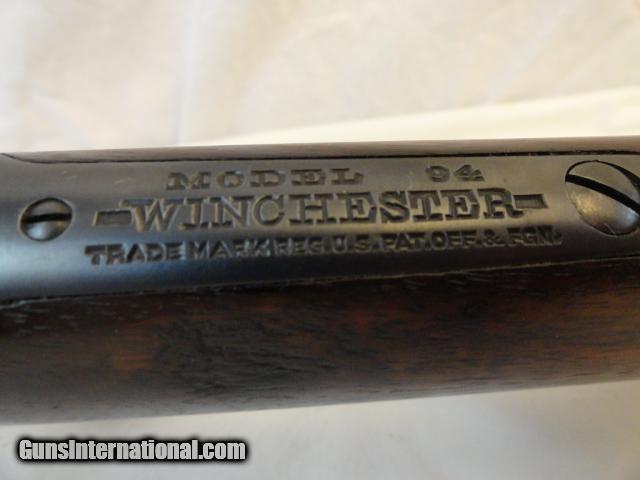 MODEL 94
-WINCHESTER-
TRADE MARK REG.U.S. PAT.OFF.& FGN.
GunsInternational.com